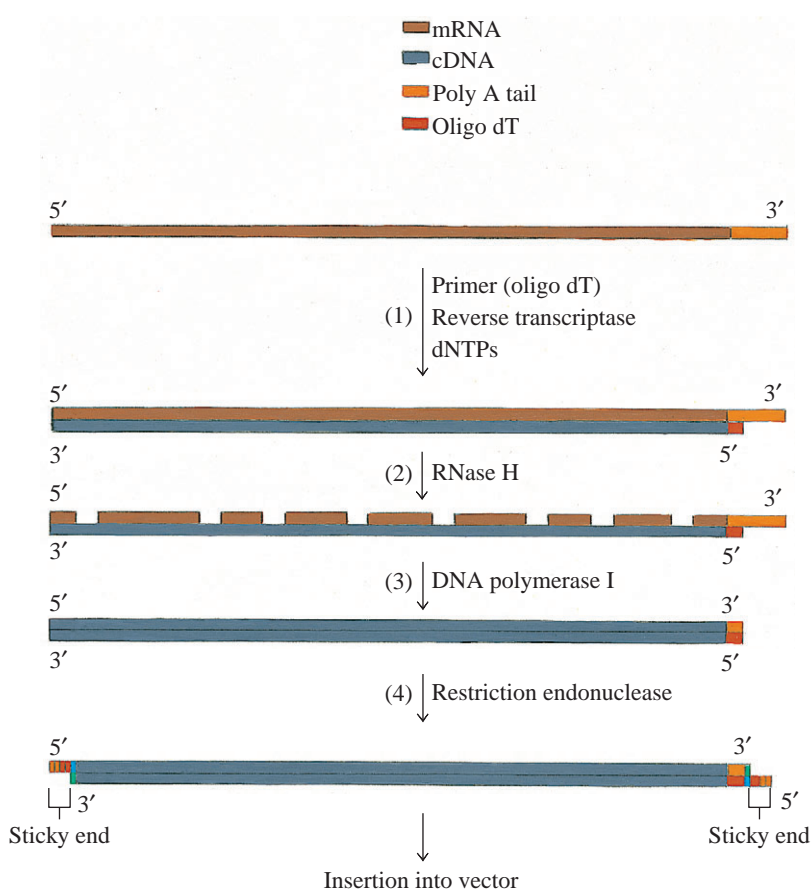 mRNA
cDNA
Poly A tail
Oligo dT
5′ 3′
(1) Primer (oligo dT)
Reverse transcriptase
dNTPs
5′ 3′
3′ 5′
(2) RNase H
5′ 3′
3′ 5′
(3) DNA polymerase I
5′ 3′
3′ 5′
(4) Restriction endonuclease
5′ 3′
3′ 5′
Sticky end Sticky end
Insertion into vector